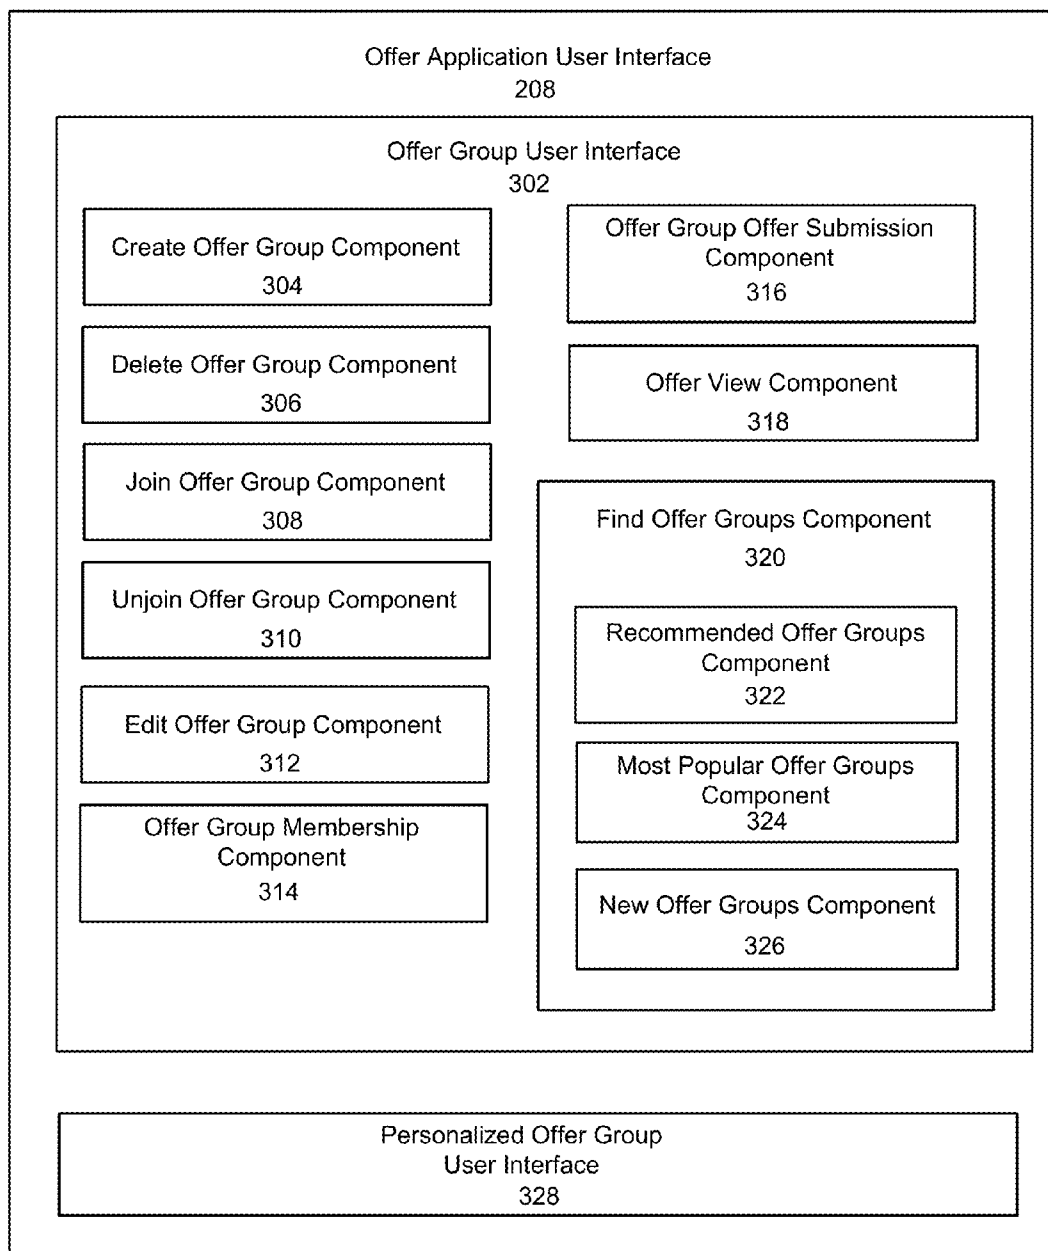 Offer Application User Interface
208
Offer Group User Interface
302
Create Offer Group Component
304
Delete Offer Group Component
306
Join Offer Group Component
308
Unjoin Offer Group Component
310
Edit Offer Group Component
312
Offer Group Membership
Component
314
Offer Group Offer Submission
Component
316
Offer View Component
318
Find Offer Groups Component
320
Recommended Offer Groups
Component
322
Most Popular Offer Groups
Component
324
New Offer Groups Component
326
Personalized Offer Group
User Interface
328